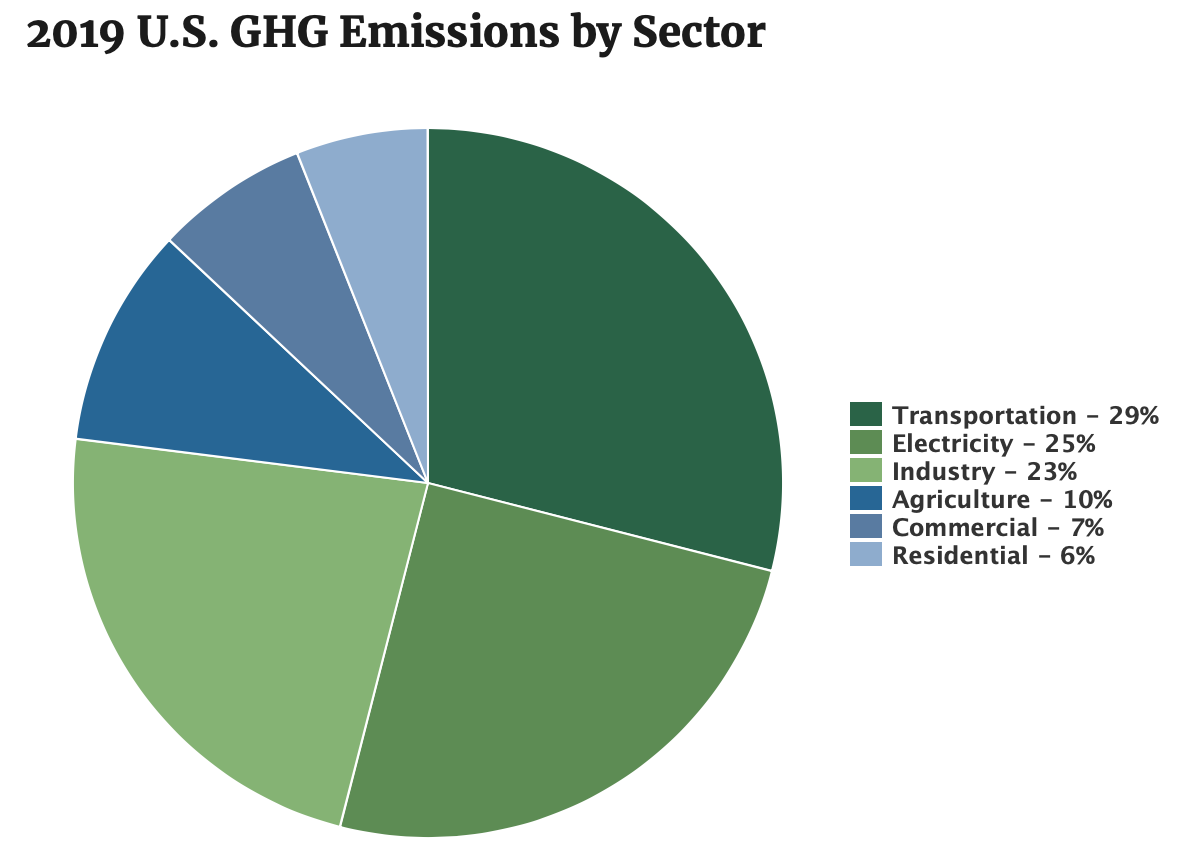 2019 U.S. GHG Emissions by Sector
Transportation – 29%
Electricity – 25%
Industry – 23%
Agriculture – 10%
Commercial – 7%
Residential – 6%